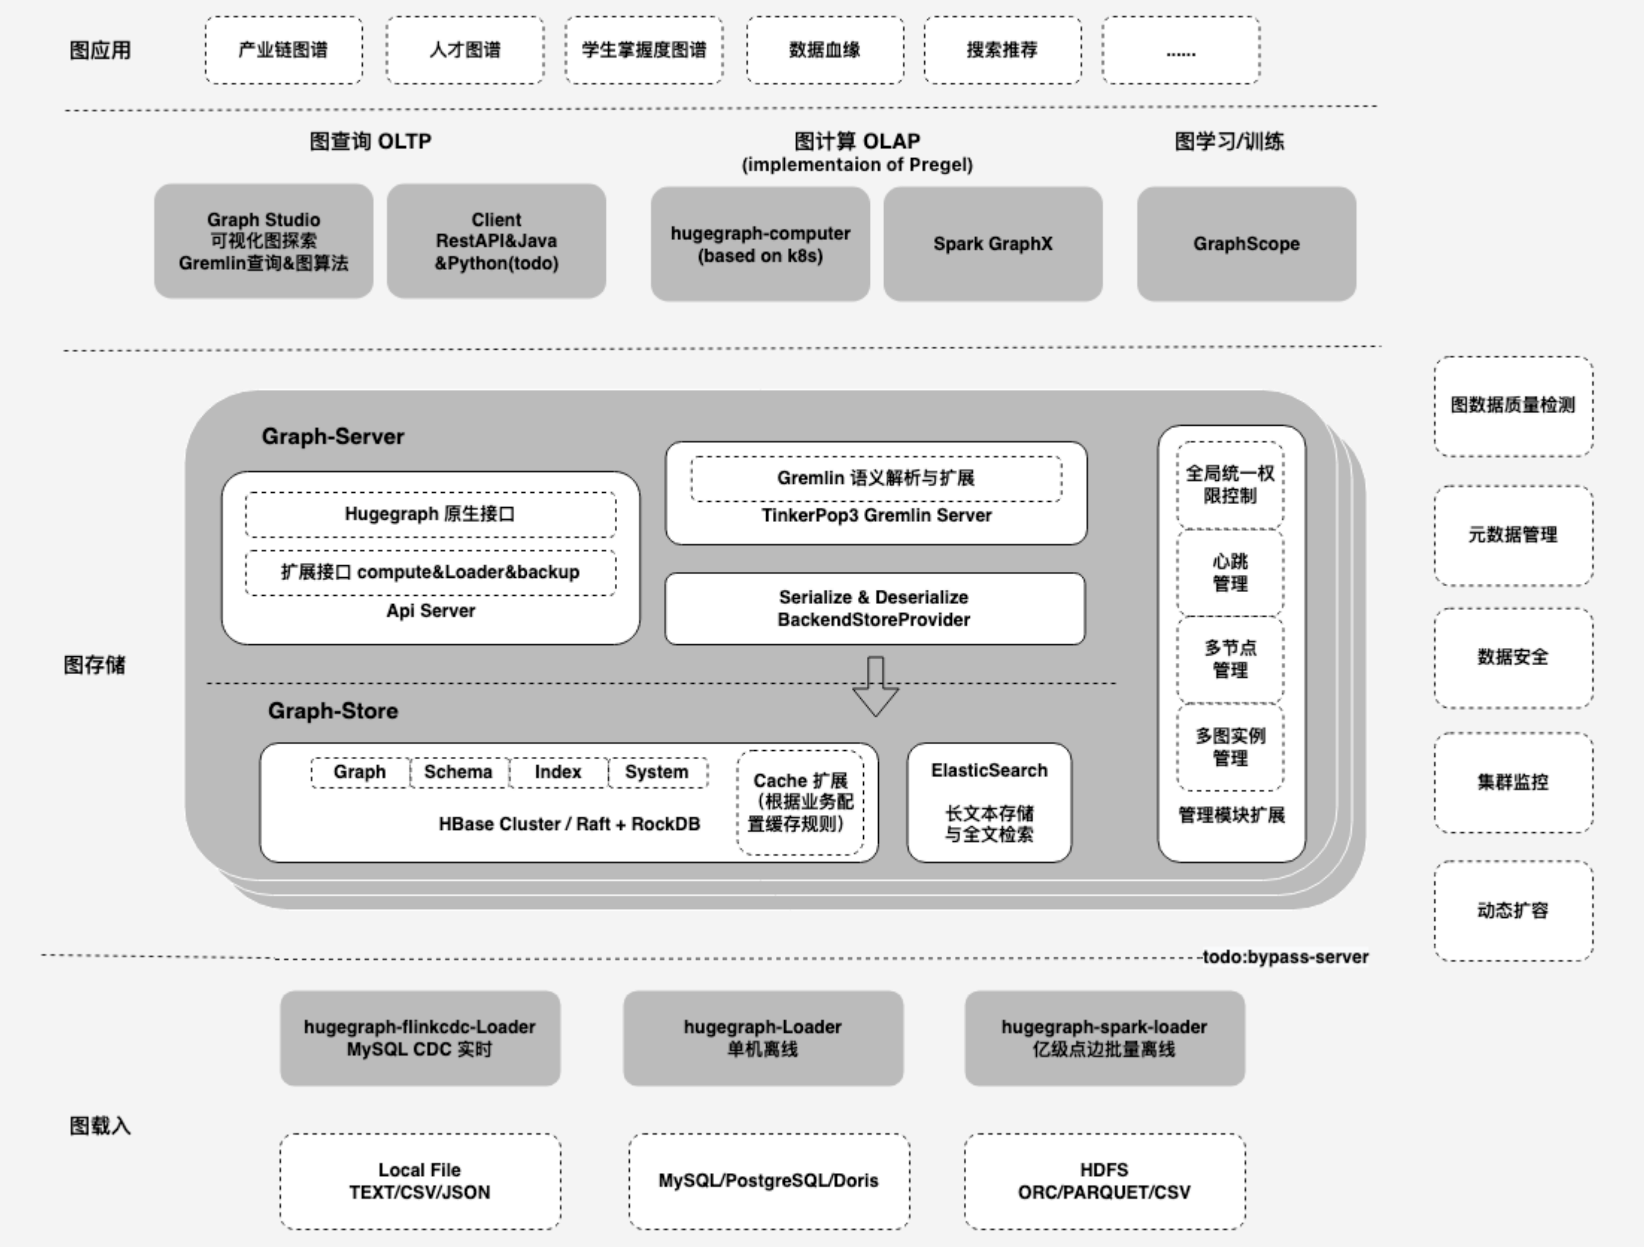 图应用
产业链图谱
人才图谱
学生掌握度图谱
数据血缘
搜索推荐
......
图查询 OLTP
图计算 OLAP
(implementaion of Pregel)
图学习/训练
Graph Studio
可视化图探索
Gremlin查询&图算法
Client
RestAPI&Java
&Python(todo)
hugegraph-computer
(based on k8s)
Spark GraphX
GraphScope
图存储
Graph-Server
Hugegraph 原生接口
扩展接口 compute&Loader&backup
Api Server
Gremlin 语义解析与扩展
TinkerPop3 Gremlin Server
Serialize & Deserialize
BackendStoreProvider
Graph-Store
Graph
Schema
Index
System
HBase Cluster / Raft + RockDB
Cache 扩展
（根据业务配
置缓存规则）
ElasticSearch
长文本存储
与全文检索
全局统一权
限控制
心跳
管理
多节点
管理
多图实例
管理
管理模块扩展
图数据质量检测
元数据管理
数据安全
集群监控
动态扩容
todo:bypass-server
图载入
hugegraph-flinkcdc-Loader
MySQL CDC 实时
hugegraph-Loader
单机离线
hugegraph-spark-loader
亿级点边批量离线
Local File
TEXT/CSV/JSON
MySQL/PostgreSQL/Doris
HDFS
ORC/PARQUET/CSV